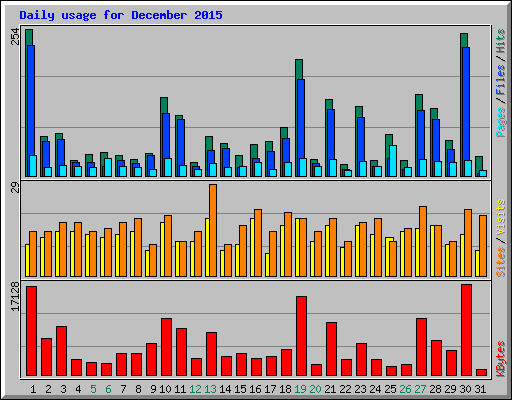 Daily usage for December 2015
254
Pages / Files / Hits
29
Sites / Visits
17128
KBytes
1 2 3 4 5 6 7 8 9 10 11 12 13 14 15 16 17 18 19 20 21 22 23 24 25 26 27 28 29 30 31